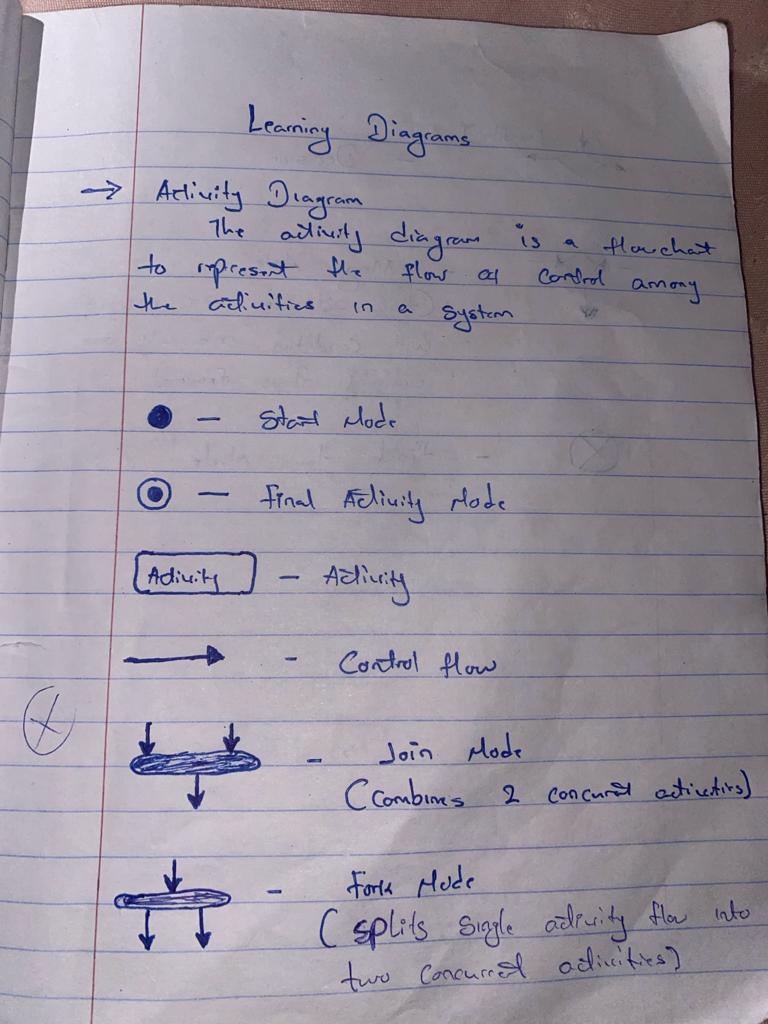 Learning Diagrams
→ Activity Diagram
The activity diagram is a flowchart
to represent the flow of control among
the activities in a system
- Start Node
- Final Activity Node
Activity - Activity
- Control flow
- Join Node
(Combines 2 concurrent activities)
- Fork Node
(splits single activity flow into
two concurrent activities)